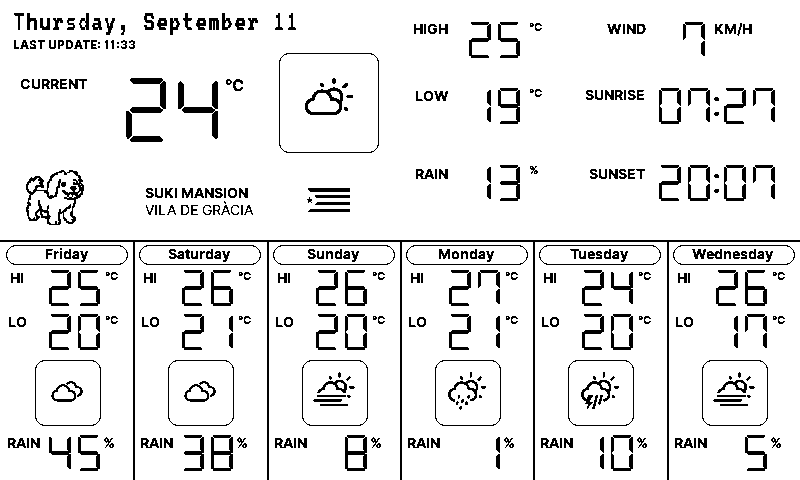 Thursday, September 11
LAST UPDATE: 11:33
CURRENT 24 °C
HIGH 25 °C
LOW 19 °C
RAIN 13 %
WIND 7 KM/H
SUNRISE 07:27
SUNSET 20:07
SUKI MANSION
VILA DE GRÀCIA
Friday
HI 25 °C
LO 20 °C
RAIN 45 %
Saturday
HI 26 °C
LO 21 °C
RAIN 38 %
Sunday
HI 26 °C
LO 20 °C
RAIN 8 %
Monday
HI 27 °C
LO 21 °C
RAIN 1 %
Tuesday
HI 24 °C
LO 20 °C
RAIN 10 %
Wednesday
HI 26 °C
LO 17 °C
RAIN 5 %